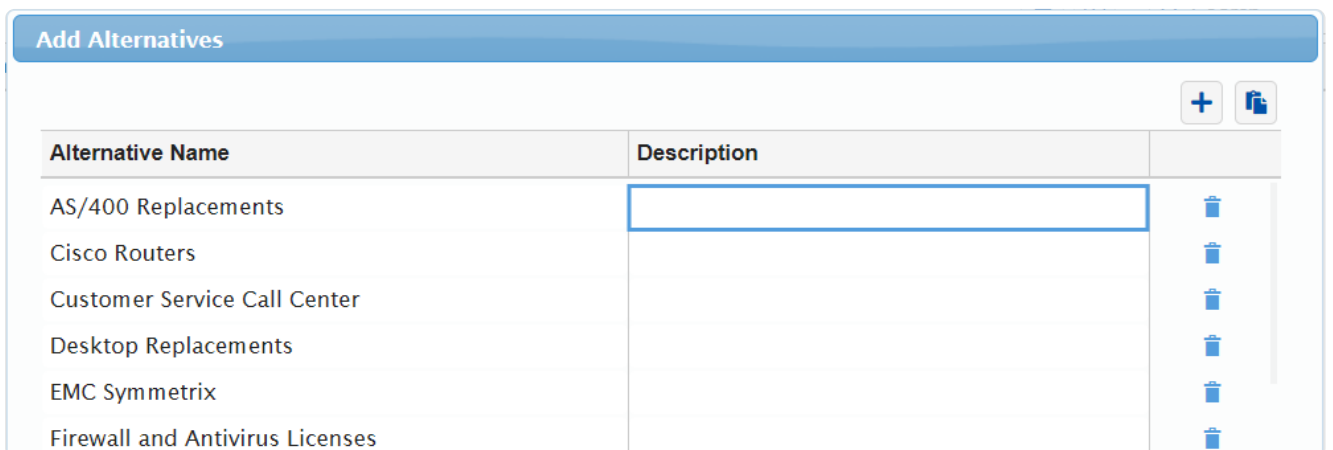 Add Alternatives
Alternative Name Description
AS/400 Replacements
Cisco Routers
Customer Service Call Center
Desktop Replacements
EMC Symmetrix
Firewall and Antivirus Licenses